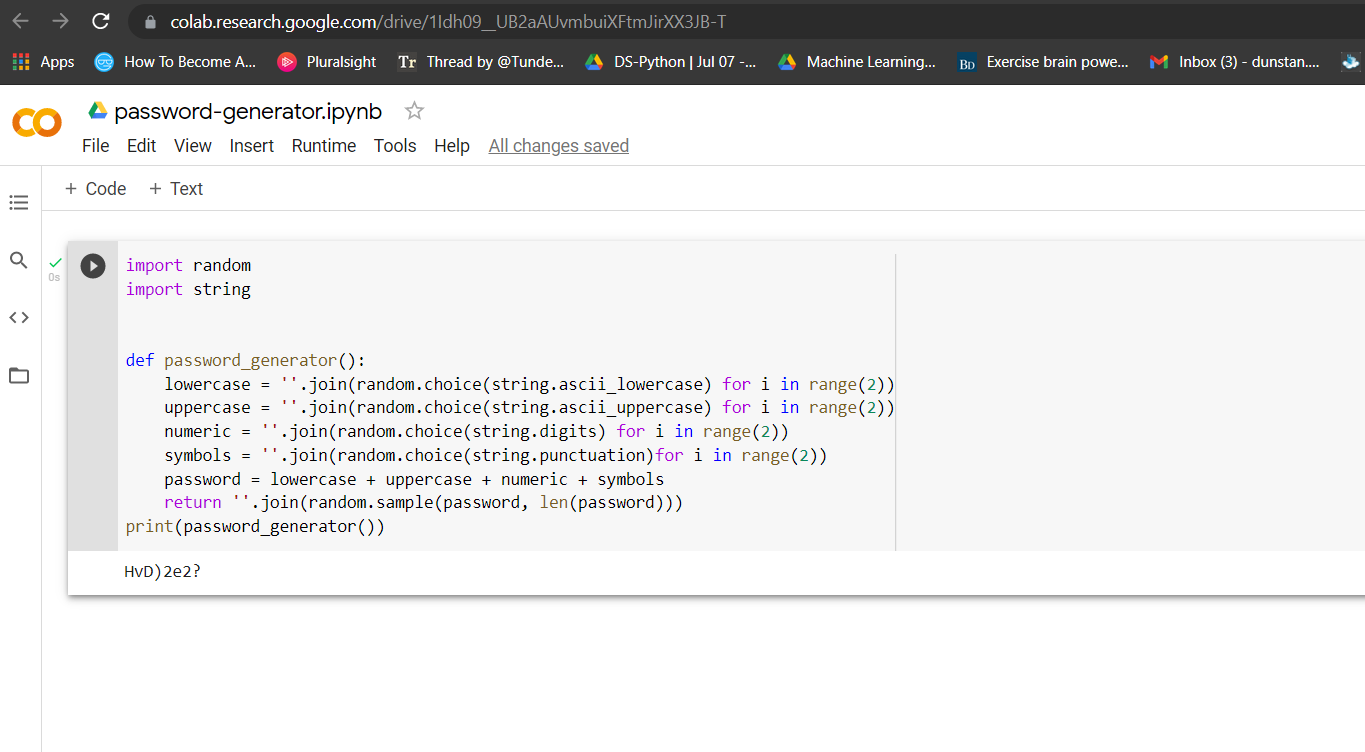 colab.research.google.com/drive/1Idh09__UB2aAUvmbuiXFtmJirXX3JB-T
Apps How To Become A... Pluralsight Tr Thread by @Tunde... DS-Python | Jul 07 -... Machine Learning... BD Exercise brain powe... Inbox (3) - dunstan....
CO password-generator.ipynb
File Edit View Insert Runtime Tools Help All changes saved
+ Code + Text
0s
import random
import string
def password_generator():
    lowercase = ''.join(random.choice(string.ascii_lowercase) for i in range(2))
    uppercase = ''.join(random.choice(string.ascii_uppercase) for i in range(2))
    numeric = ''.join(random.choice(string.digits) for i in range(2))
    symbols = ''.join(random.choice(string.punctuation)for i in range(2))
    password = lowercase + uppercase + numeric + symbols
    return ''.join(random.sample(password, len(password)))
print(password_generator())
HvD)2e2?